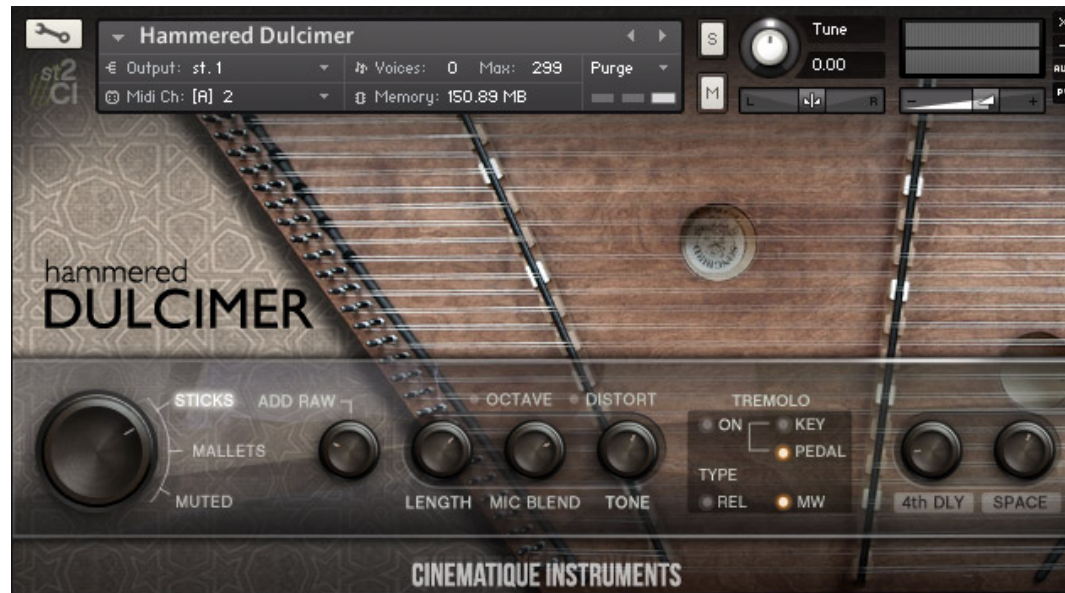 Hammered Dulcimer
Output: st.1
Voices: 0 Max: 299
Purge
Midi Ch: [A] 2
Memory: 150.89 MB
S
M
Tune
0.00
L
R
st2
CI
hammered
DULCIMER
STICKS
MALLETS
MUTED
ADD RAW
OCTAVE
DISTORT
LENGTH
MIC BLEND
TONE
TREMOLO
ON
KEY
PEDAL
TYPE
REL
MW
4th DLY
SPACE
CINEMATIQUE INSTRUMENTS